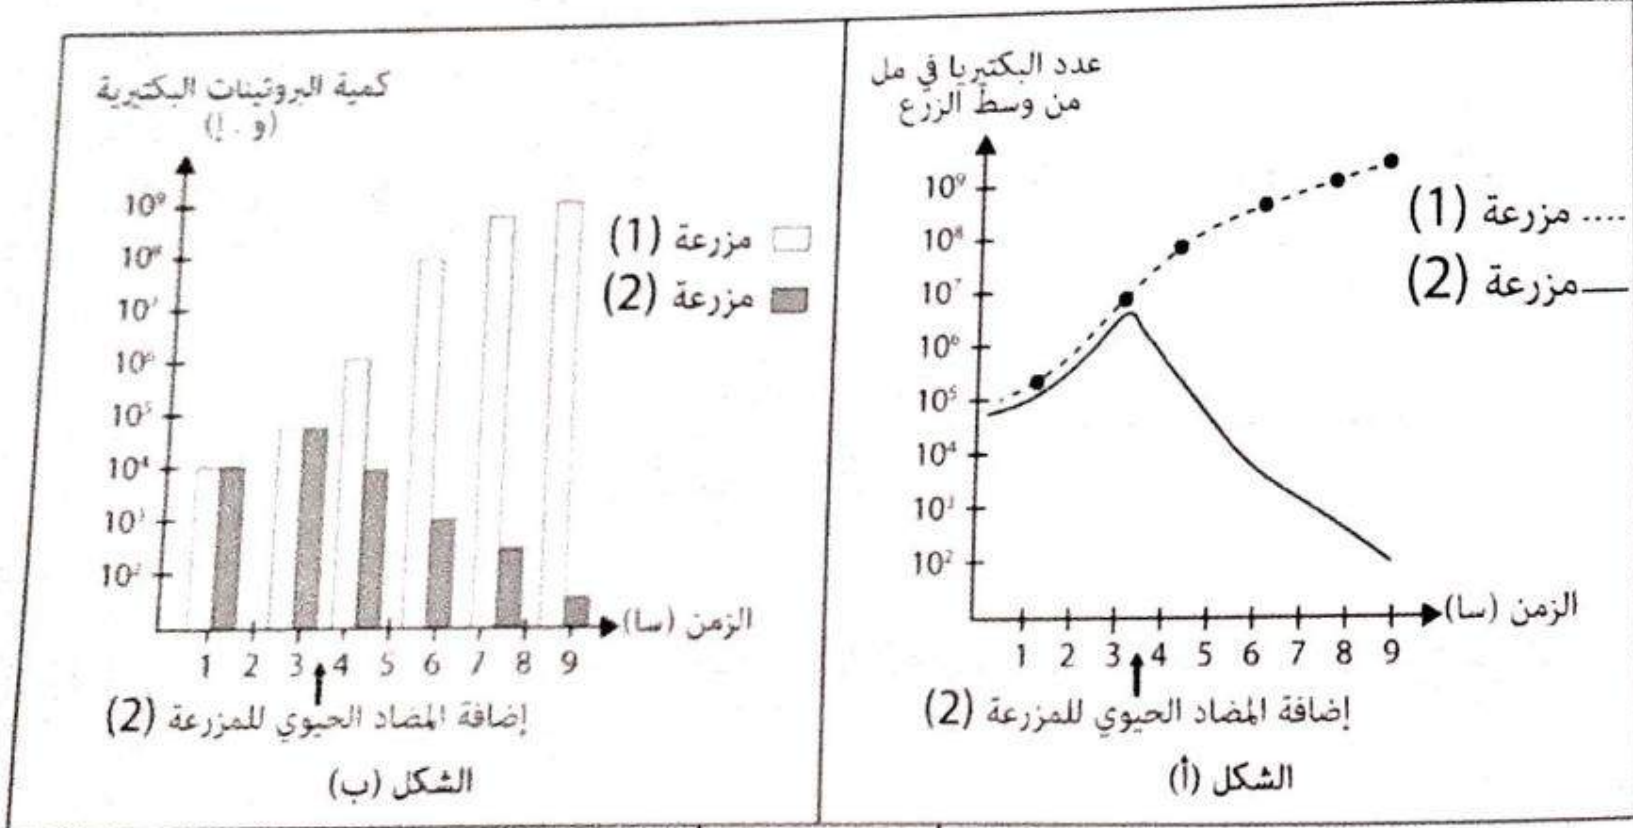 عدد البكتيريا في مل
من وسط الزرع
10⁹
10⁸
10⁷
10⁶
10⁵
10⁴
10³
10²
.... مزرعة (1)
— مزرعة (2)
1 2 3 4 5 6 7 8 9
الزمن (سا)
إضافة المضاد الحيوي للمزرعة (2)
الشكل (أ)
كمية البروتينات البكتيرية
(و . إ)
10⁹
10⁸
10⁷
10⁶
10⁵
10⁴
10³
10²
مزرعة (1)
مزرعة (2)
1 2 3 4 5 6 7 8 9
الزمن (سا)
إضافة المضاد الحيوي للمزرعة (2)
الشكل (ب)